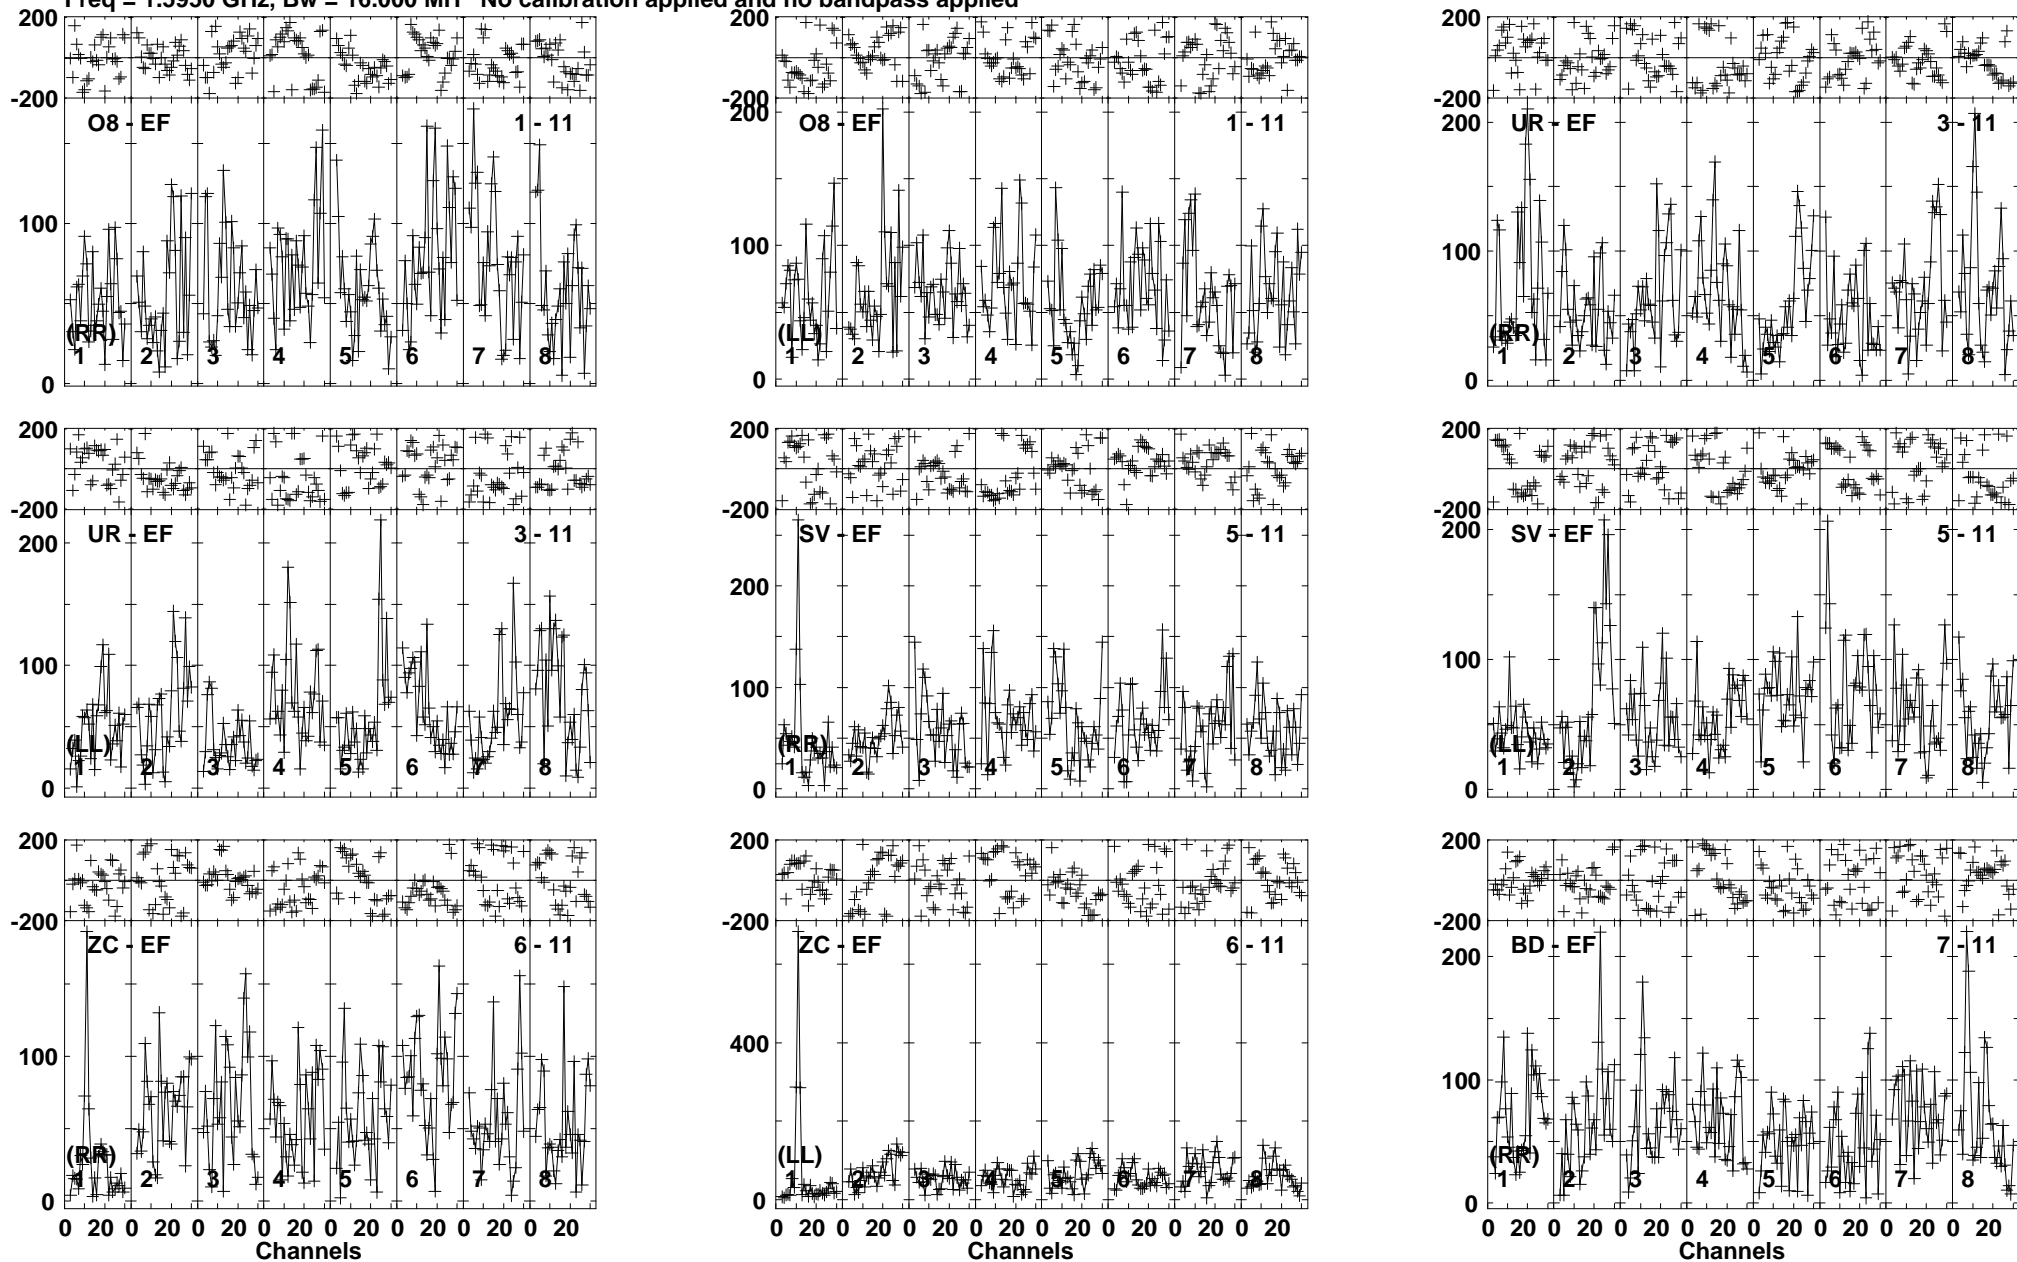 Freq = 1.5950 GHz, Bw = 16.000 MH No calibration applied and no bandpass applied
200 200 200
-200 -200 -200
O8 - EF 1 - 11 O8 - EF 1 - 11 UR - EF 3 - 11
200 200
100 100 100
(RR) (LL) (RR)
1 2 3 4 5 6 7 8 1 2 3 4 5 6 7 8 1 2 3 4 5 6 7 8
0 0 0
200 200 200
-200 -200 -200
UR - EF 3 - 11 SV - EF 5 - 11 SV - EF 5 - 11
200 200 200
100 100 100
(LL) (RR) (LL)
1 2 3 4 5 6 7 8 1 2 3 4 5 6 7 8 1 2 3 4 5 6 7 8
0 0 0
200 200 200
-200 -200 -200
ZC - EF 6 - 11 ZC - EF 6 - 11 BD - EF 7 - 11
200
100 400 100
(RR) (LL) (RR)
1 2 3 4 5 6 7 8 1 2 3 4 5 6 7 8 1 2 3 4 5 6 7 8
0 0 0
0 20 0 20 0 20 0 20 0 20 0 20 0 20 0 20 0 20 0 20 0 20 0 20 0 20 0 20 0 20 0 20 0 20 0 20 0 20 0 20 0 20 0 20 0 20 0 20
Channels Channels Channels